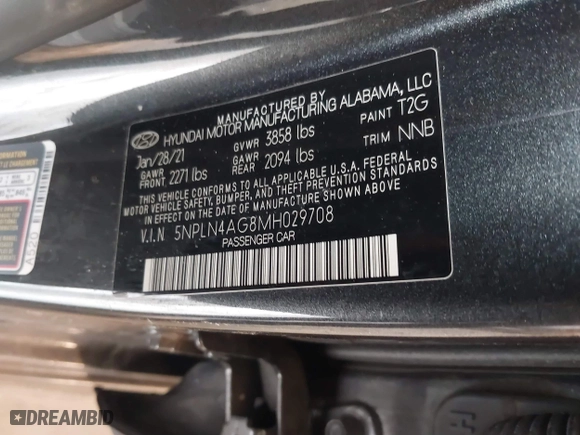 MANUFACTURED BY
HYUNDAI MOTOR MANUFACTURING ALABAMA, LLC
Jan/28/21 GVWR 3858 lbs PAINT T2G
GAWR FRONT 2271 lbs GAWR REAR 2094 lbs TRIM NNB
THIS VEHICLE CONFORMS TO ALL APPLICABLE U.S.A. FEDERAL
MOTOR VEHICLE SAFETY, BUMPER, AND THEFT PREVENTION STANDARDS
IN EFFECT ON THE DATE OF MANUFACTURE SHOWN ABOVE.
V.I.N 5NPLN4AG8MH029708
PASSENGER CAR
DREAMBID